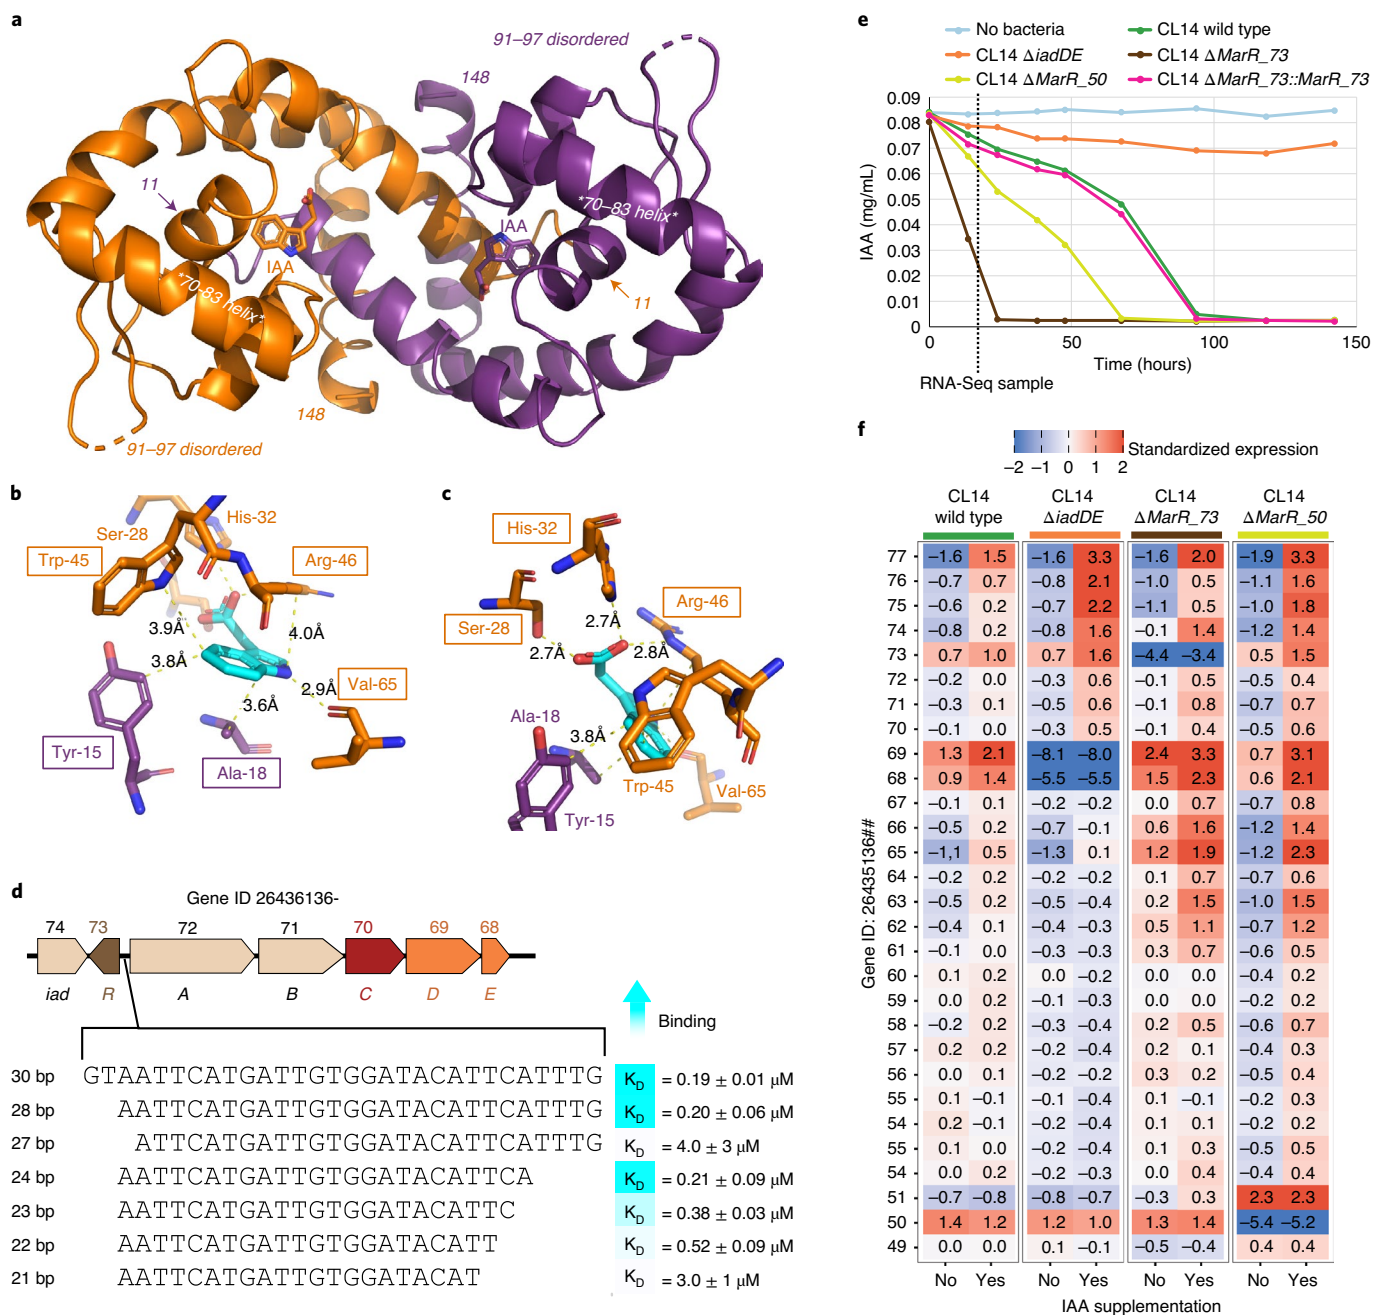 a
91–97 disordered
148
11
IAA
*70–83 helix*
IAA
*70–83 helix*
11
148
91–97 disordered
b
His-32
Ser-28
Trp-45
Arg-46
3.9Å
4.0Å
3.8Å
2.9Å
Val-65
3.6Å
Tyr-15
Ala-18
c
His-32
Arg-46
Ser-28
2.7Å
2.7Å
2.8Å
Ala-18
3.8Å
Trp-45
Val-65
Tyr-15
d
Gene ID 26436136-
74 73 72 71 70 69 68
iad R A B C D E
Binding
30 bp GTAATTCATGATTGTGGATACATTCATTTG K_D = 0.19 ± 0.01 μM
28 bp AATTCATGATTGTGGATACATTCATTTG K_D = 0.20 ± 0.06 μM
27 bp ATTCATGATTGTGGATACATTCATTTG K_D = 4.0 ± 3 μM
24 bp AATTCATGATTGTGGATACATTCA K_D = 0.21 ± 0.09 μM
23 bp AATTCATGATTGTGGATACATTC K_D = 0.38 ± 0.03 μM
22 bp AATTCATGATTGTGGATACATT K_D = 0.52 ± 0.09 μM
21 bp AATTCATGATTGTGGATACAT K_D = 3.0 ± 1 μM
e
No bacteria CL14 wild type
CL14 ΔiadDE CL14 ΔMarR_73
CL14 ΔMarR_50 CL14 ΔMarR_73::MarR_73
0.09
0.08
0.07
0.06
0.05
0.04
0.03
0.02
0.01
0
IAA (mg/mL)
0 50 100 150
Time (hours)
RNA-Seq sample
f
Standardized expression
–2 –1 0 1 2
CL14 CL14 CL14 CL14
wild type ΔiadDE ΔMarR_73 ΔMarR_50
77 –1.6 1.5 –1.6 3.3 –1.6 2.0 –1.9 3.3
76 –0.7 0.7 –0.8 2.1 –1.0 0.5 –1.1 1.6
75 –0.6 0.2 –0.7 2.2 –1.1 0.5 –1.0 1.8
74 –0.8 0.2 –0.8 1.6 –0.1 1.4 –1.2 1.4
73 0.7 1.0 0.7 1.6 –4.4 –3.4 0.5 1.5
72 –0.2 0.0 –0.3 0.6 –0.1 0.5 –0.5 0.4
71 –0.3 0.1 –0.5 0.6 –0.1 0.8 –0.7 0.7
70 –0.1 0.0 –0.3 0.5 –0.1 0.4 –0.5 0.6
69 1.3 2.1 –8.1 –8.0 2.4 3.3 0.7 3.1
68 0.9 1.4 –5.5 –5.5 1.5 2.3 0.6 2.1
67 –0.1 0.1 –0.2 –0.2 0.0 0.7 –0.7 0.8
66 –0.5 0.2 –0.7 –0.1 0.6 1.6 –1.2 1.4
65 –1,1 0.5 –1.3 0.1 1.2 1.9 –1.2 2.3
64 –0.2 0.2 –0.2 –0.2 0.1 0.7 –0.7 0.6
63 –0.5 0.2 –0.5 –0.4 0.2 1.5 –1.0 1.5
62 –0.4 0.1 –0.4 –0.3 0.5 1.1 –0.7 1.2
61 –0.1 0.0 –0.3 –0.3 0.3 0.7 –0.6 0.5
60 0.1 0.2 0.0 –0.2 0.0 0.0 –0.4 0.2
59 0.0 0.2 –0.1 –0.3 0.0 0.0 –0.2 0.2
58 –0.2 0.2 –0.3 –0.4 0.2 0.5 –0.6 0.7
57 0.2 0.2 –0.2 –0.4 0.2 0.1 –0.4 0.3
56 0.0 0.1 –0.2 –0.2 0.3 0.2 –0.5 0.4
55 0.1 –0.1 –0.1 –0.4 0.1 –0.1 –0.2 0.3
54 0.2 –0.1 –0.3 –0.4 0.1 0.1 –0.2 0.2
55 0.1 0.0 –0.2 –0.4 0.1 0.3 –0.5 0.5
54 0.0 0.2 –0.2 –0.3 0.0 0.4 –0.4 0.4
51 –0.7 –0.8 –0.8 –0.7 –0.3 0.3 2.3 2.3
50 1.4 1.2 1.2 1.0 1.3 1.4 –5.4 –5.2
49 0.0 0.0 0.1 –0.1 –0.5 –0.4 0.4 0.4
Gene ID: 26435136##
No Yes No Yes No Yes No Yes
IAA supplementation